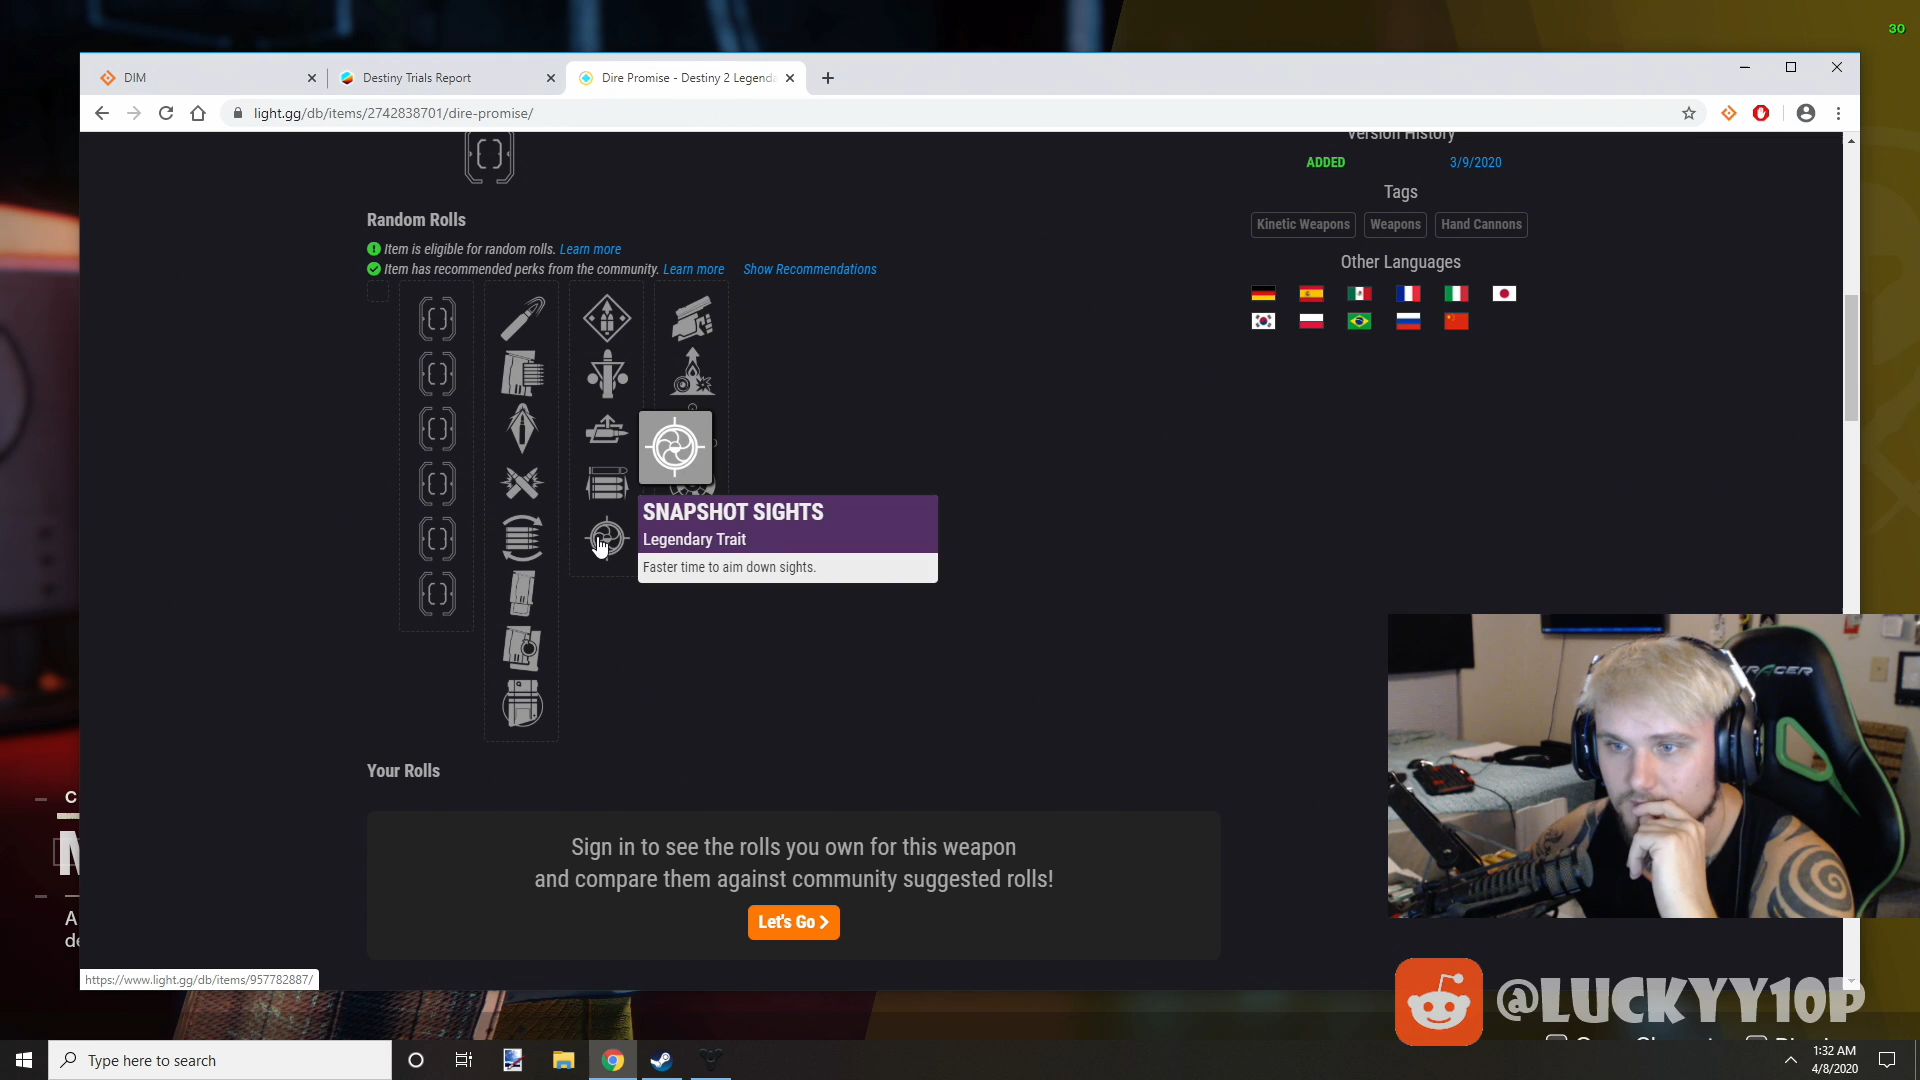 30
DIM
Destiny Trials Report
Dire Promise - Destiny 2 Legenda
light.gg/db/items/2742838701/dire-promise/
Version History
ADDED 3/9/2020
Tags
Kinetic Weapons Weapons Hand Cannons
Other Languages
Random Rolls
Item is eligible for random rolls. Learn more
Item has recommended perks from the community. Learn more Show Recommendations
SNAPSHOT SIGHTS
Legendary Trait
Faster time to aim down sights.
Your Rolls
Sign in to see the rolls you own for this weapon
and compare them against community suggested rolls!
Let's Go
https://www.light.gg/db/items/957782887/
@LUCKYY10P
Type here to search
1:32 AM
4/8/2020